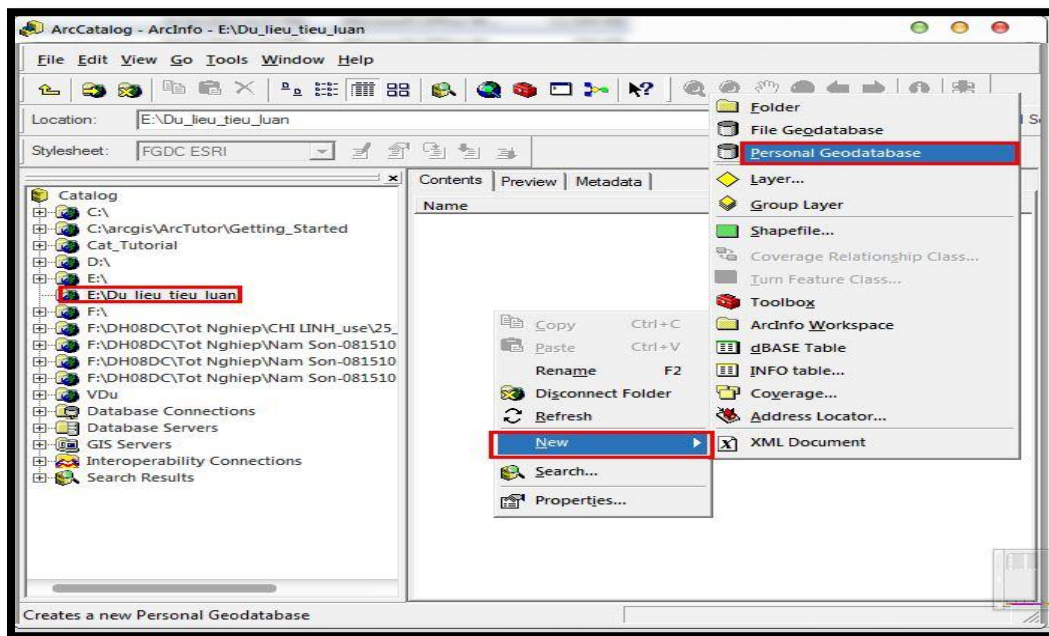 ArcCatalog - ArcInfo - E:\Du_lieu_tieu_luan
File Edit View Go Tools Window Help
Location: E:\Du_lieu_tieu_luan
Stylesheet: FGDC ESRI
Catalog
C:\
C:\arcgis\ArcTutor\Getting_Started
Cat_Tutorial
D:\
E:\
E:\Du_lieu_tieu_luan
F:\
F:\DH08DC\Tot Nghiep\CHI LINH_use\25_
F:\DH08DC\Tot Nghiep\Nam Son-081510
F:\DH08DC\Tot Nghiep\Nam Son-081510
F:\DH08DC\Tot Nghiep\Nam Son-081510
VDu
Database Connections
Database Servers
GIS Servers
Interoperability Connections
Search Results
Contents Preview Metadata
Name
Copy Ctrl+C
Paste Ctrl+V
Rename F2
Disconnect Folder
Refresh
New
Search...
Properties...
Folder
File Geodatabase
Personal Geodatabase
Layer...
Group Layer
Shapefile...
Coverage Relationship Class...
Turn Feature Class...
Toolbox
ArcInfo Workspace
dBASE Table
INFO table...
Coverage...
Address Locator...
XML Document
Creates a new Personal Geodatabase